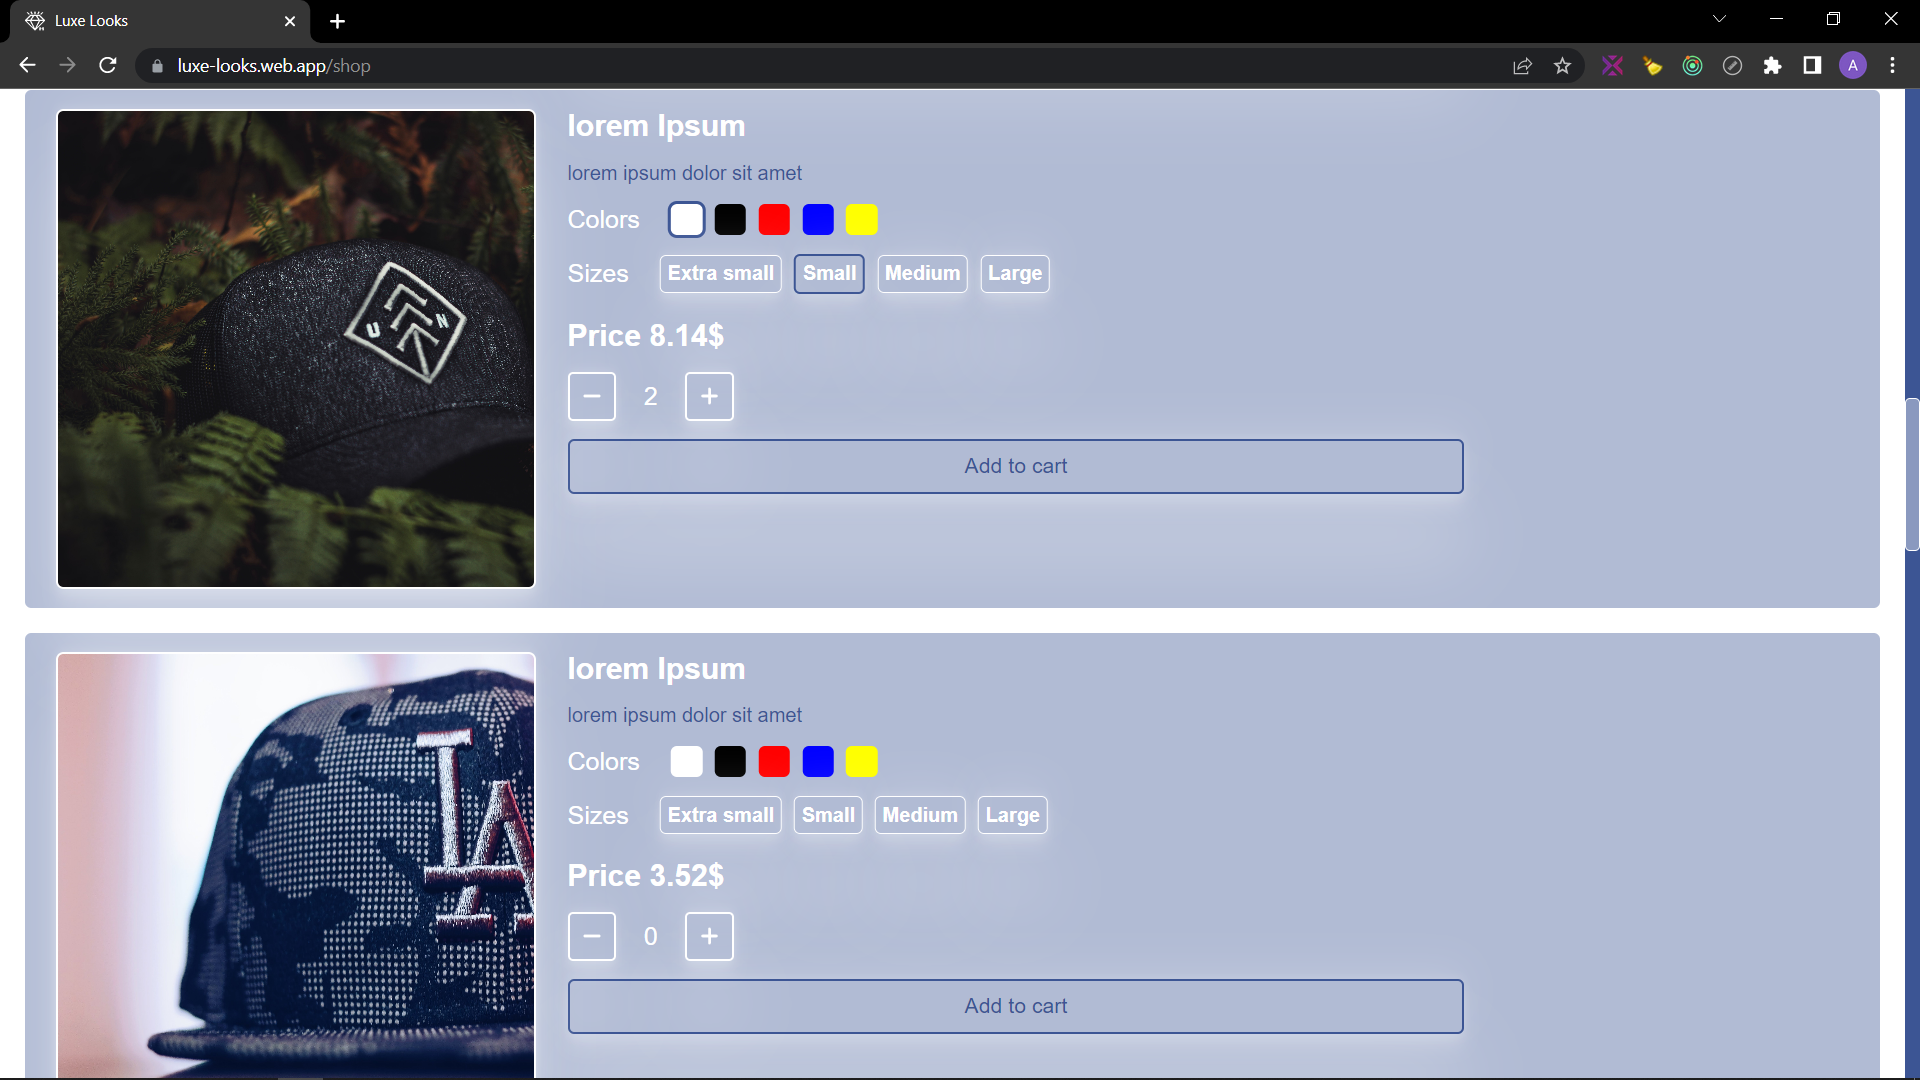 Luxe Looks
luxe-looks.web.app/shop
A
lorem Ipsum
lorem ipsum dolor sit amet
Colors
Sizes Extra small Small Medium Large
Price 8.14$
− 2 +
Add to cart
U N
lorem Ipsum
lorem ipsum dolor sit amet
Colors
Sizes Extra small Small Medium Large
Price 3.52$
− 0 +
Add to cart
LA